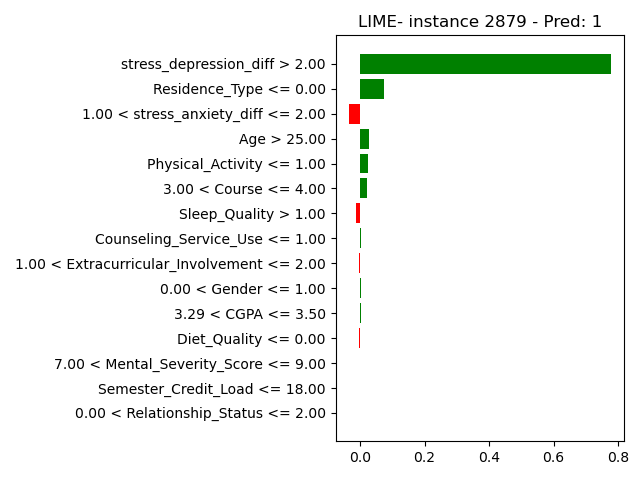 LIME- instance 2879 - Pred: 1
stress_depression_diff > 2.00
Residence_Type <= 0.00
1.00 < stress_anxiety_diff <= 2.00
Age > 25.00
Physical_Activity <= 1.00
3.00 < Course <= 4.00
Sleep_Quality > 1.00
Counseling_Service_Use <= 1.00
1.00 < Extracurricular_Involvement <= 2.00
0.00 < Gender <= 1.00
3.29 < CGPA <= 3.50
Diet_Quality <= 0.00
7.00 < Mental_Severity_Score <= 9.00
Semester_Credit_Load <= 18.00
0.00 < Relationship_Status <= 2.00
0.0 0.2 0.4 0.6 0.8